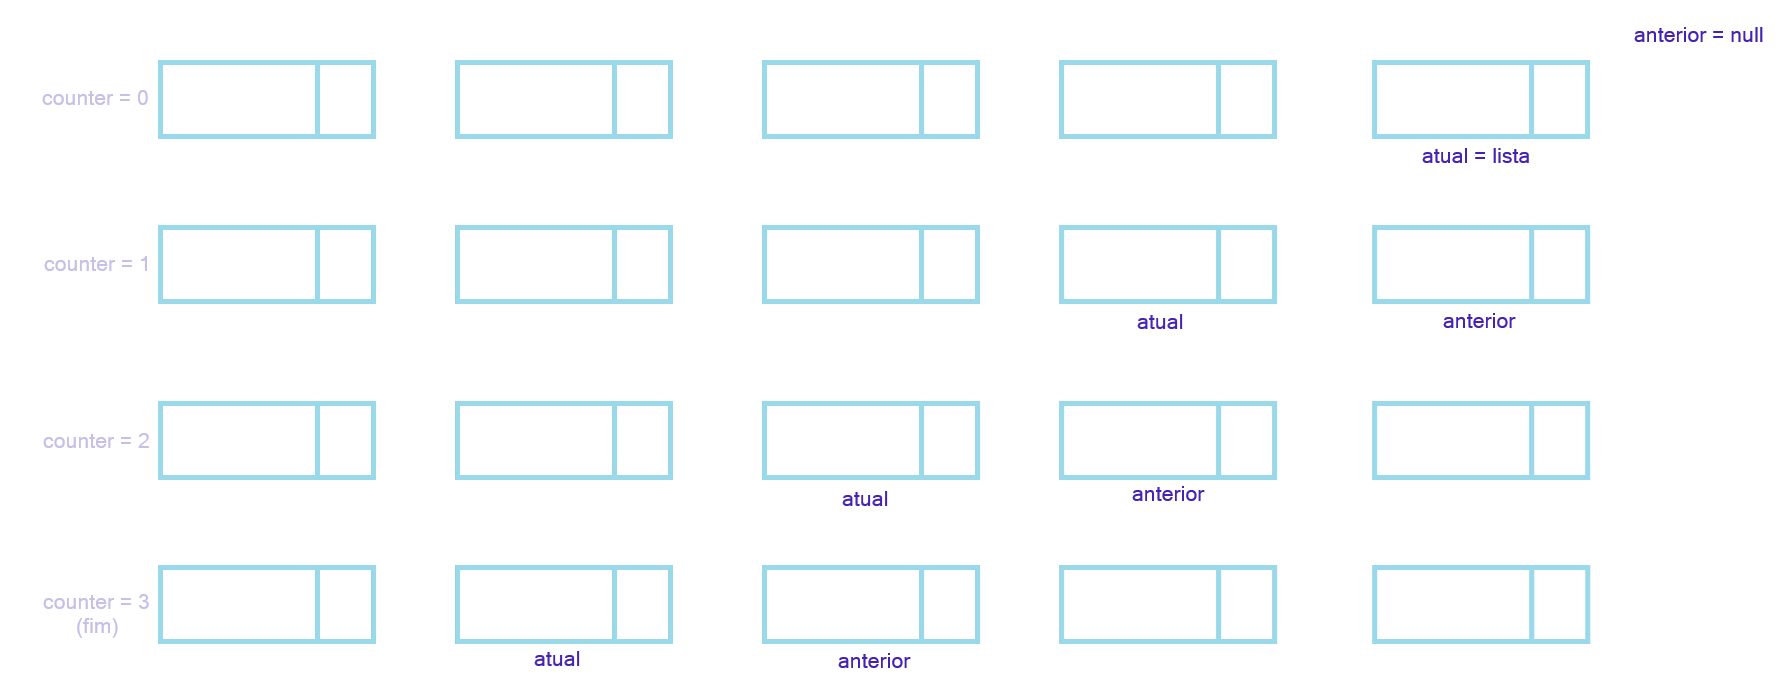 anterior = null
counter = 0
atual = lista
counter = 1
atual
anterior
counter = 2
atual
anterior
counter = 3
(fim)
atual
anterior